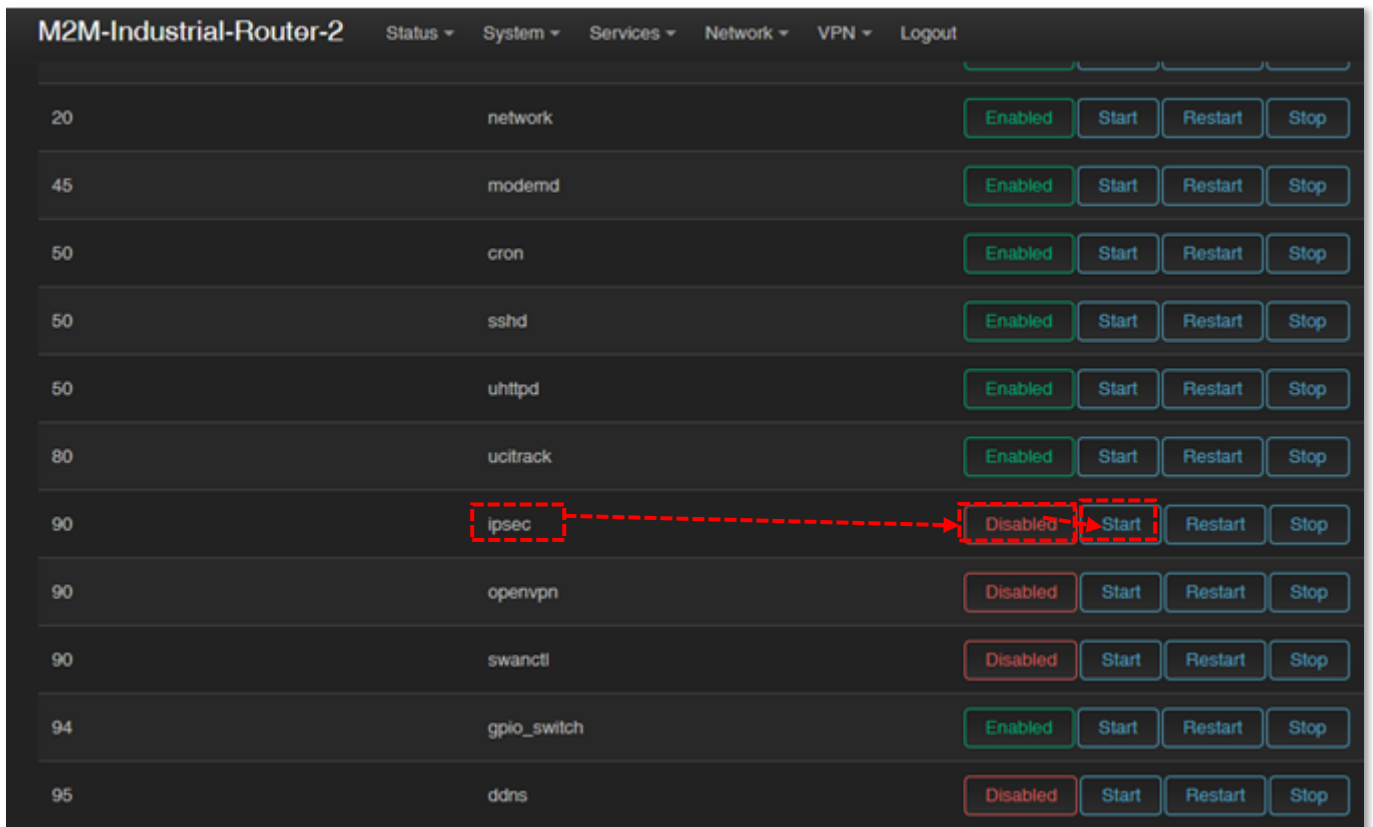 M2M-Industrial-Router-2 Status System Services Network VPN Logout
20 network Enabled Start Restart Stop
45 modemd Enabled Start Restart Stop
50 cron Enabled Start Restart Stop
50 sshd Enabled Start Restart Stop
50 uhttpd Enabled Start Restart Stop
80 ucitrack Enabled Start Restart Stop
90 ipsec Disabled Start Restart Stop
90 openvpn Disabled Start Restart Stop
90 swanctl Disabled Start Restart Stop
94 gpio_switch Enabled Start Restart Stop
95 ddns Disabled Start Restart Stop